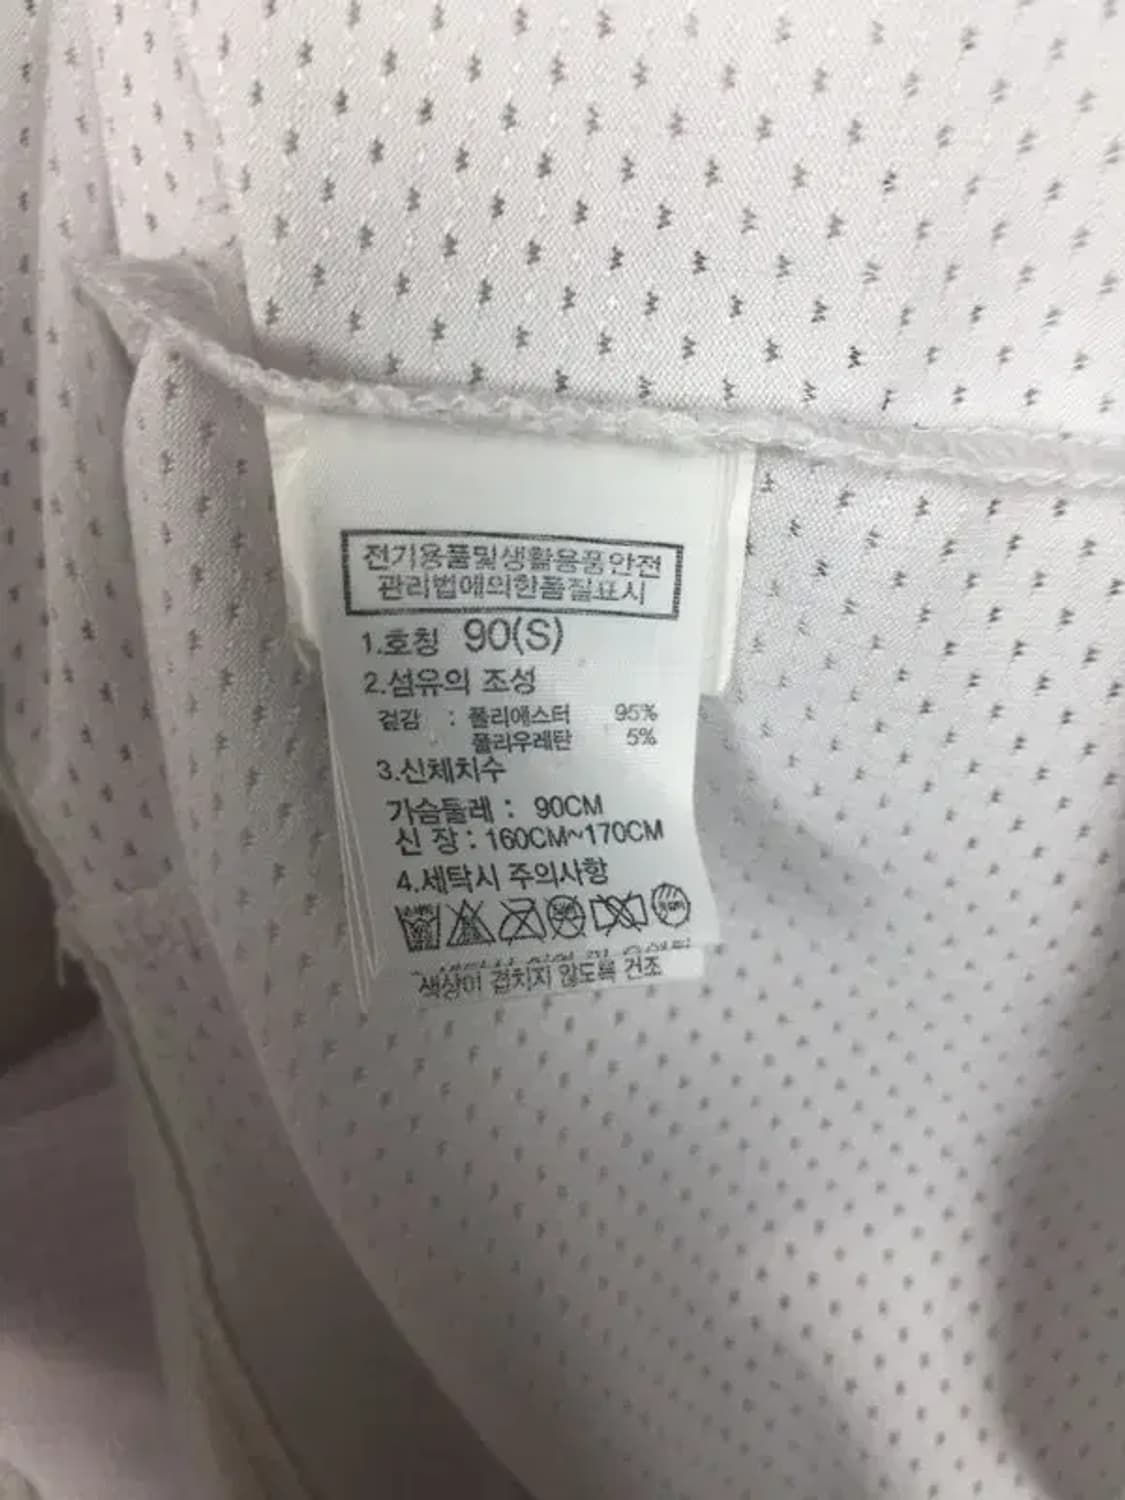 전기용품및생활용품안전
관리법에의한품질표시
1.호칭 90(S)
2.섬유의 조성
겉감 : 폴리에스터 95%
폴리우레탄 5%
3.신체치수
가슴둘레 : 90CM
신 장 : 160CM~170CM
4.세탁시 주의사항
색상이 겹치지 않도록 건조